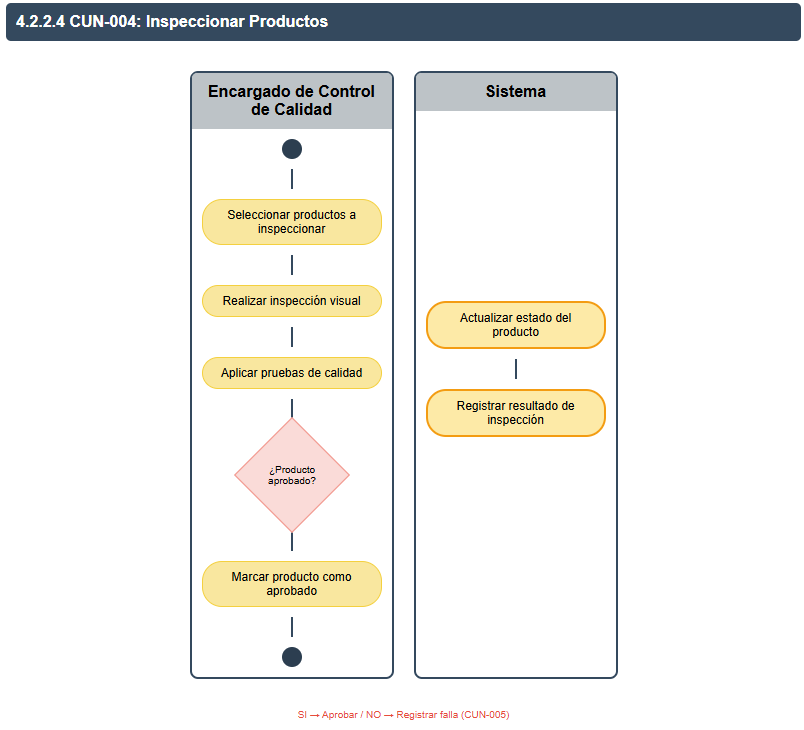 4.2.2.4 CUN-004: Inspeccionar Productos
Encargado de Control
de Calidad
Seleccionar productos a
inspeccionar
Realizar inspección visual
Aplicar pruebas de calidad
¿Producto
aprobado?
Marcar producto como
aprobado
Sistema
Actualizar estado del
producto
Registrar resultado de
inspección
SI → Aprobar / NO → Registrar falla (CUN-005)